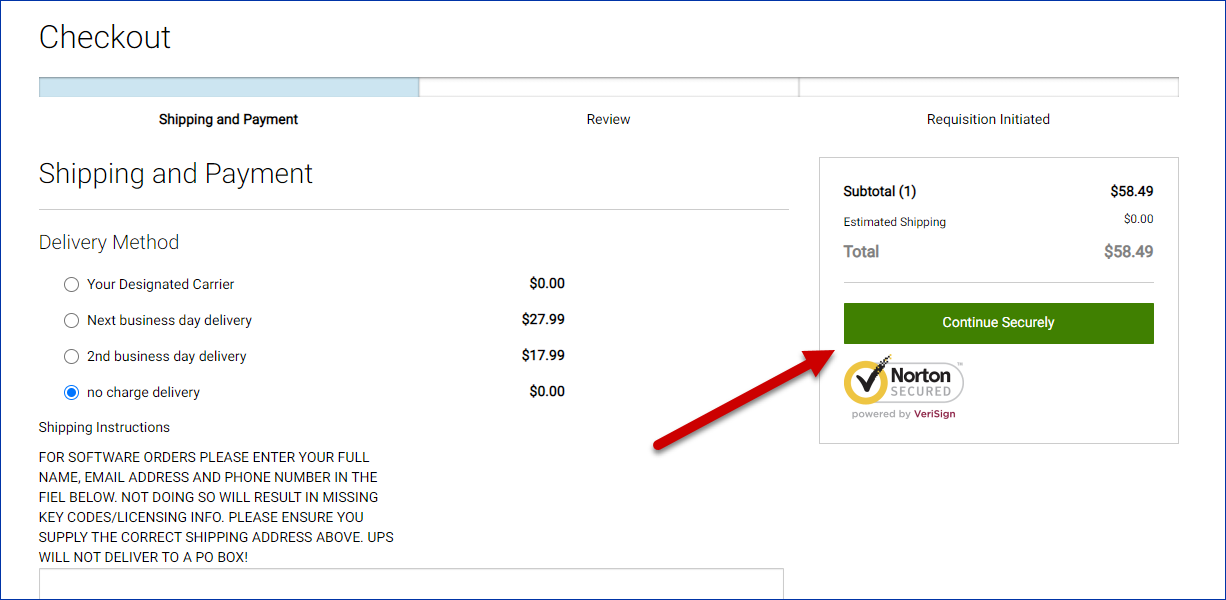 Checkout
Shipping and Payment
Review
Requisition Initiated
Shipping and Payment
Delivery Method
Your Designated Carrier $0.00
Next business day delivery $27.99
2nd business day delivery $17.99
no charge delivery $0.00
Shipping Instructions
FOR SOFTWARE ORDERS PLEASE ENTER YOUR FULL
NAME, EMAIL ADDRESS AND PHONE NUMBER IN THE
FIEL BELOW. NOT DOING SO WILL RESULT IN MISSING
KEY CODES/LICENSING INFO. PLEASE ENSURE YOU
SUPPLY THE CORRECT SHIPPING ADDRESS ABOVE. UPS
WILL NOT DELIVER TO A PO BOX!
Subtotal (1) $58.49
Estimated Shipping $0.00
Total $58.49
Continue Securely
Norton™
SECURED
powered by VeriSign